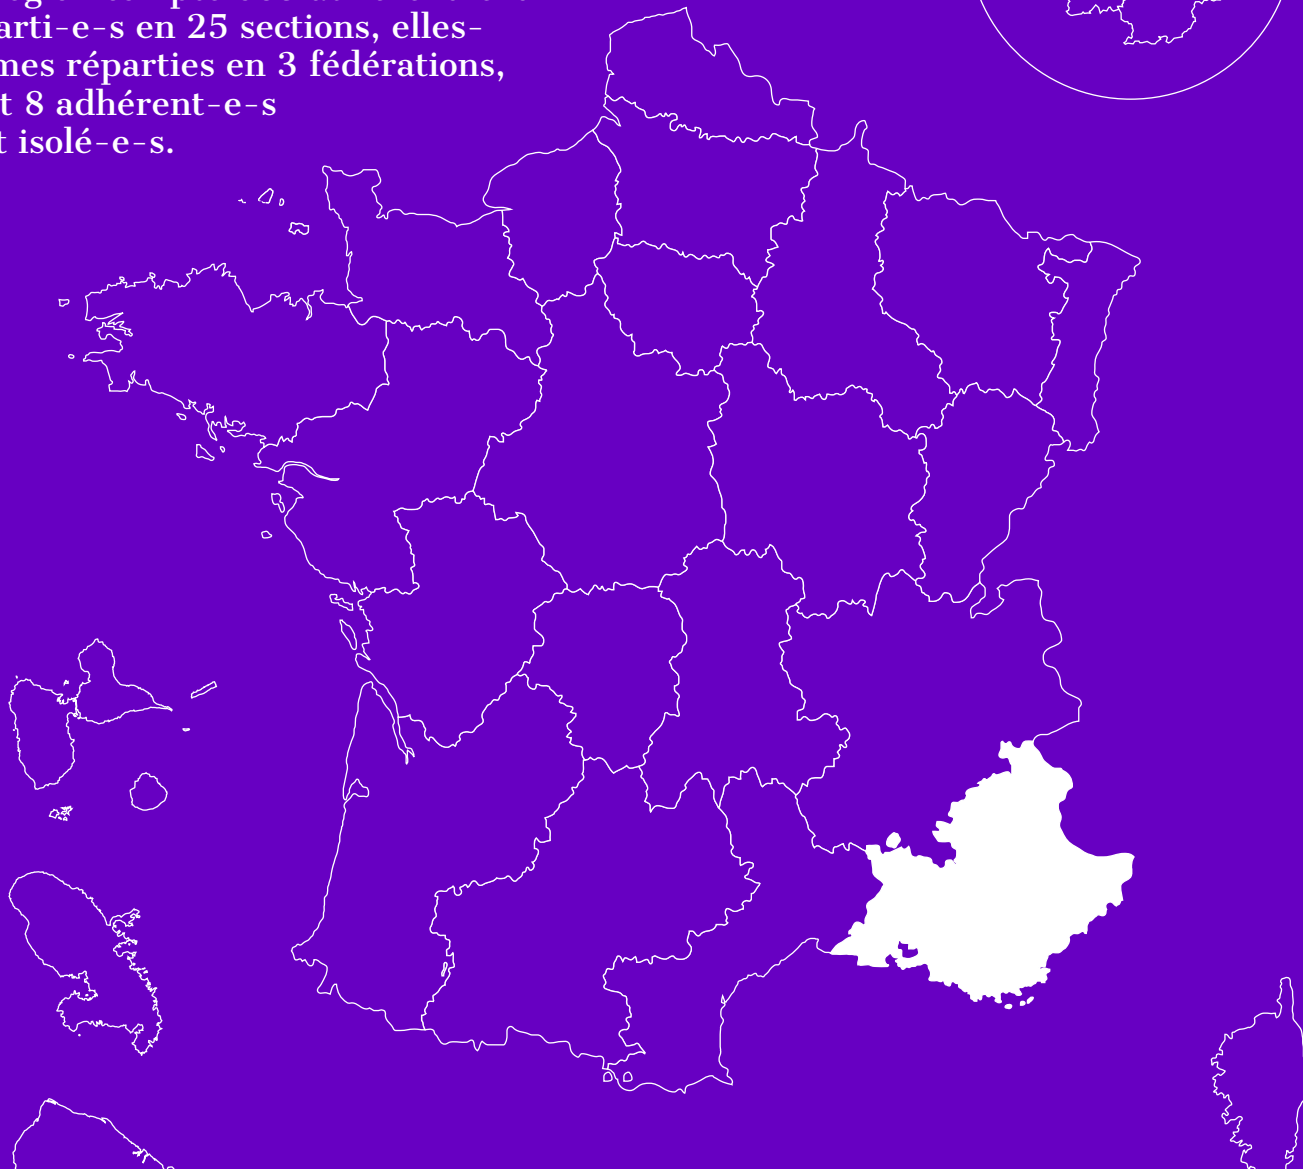 arti-e-s en 25 sections, elles-
mes réparties en 3 fédérations,
t 8 adhérent-e-s
t isolé-e-s.